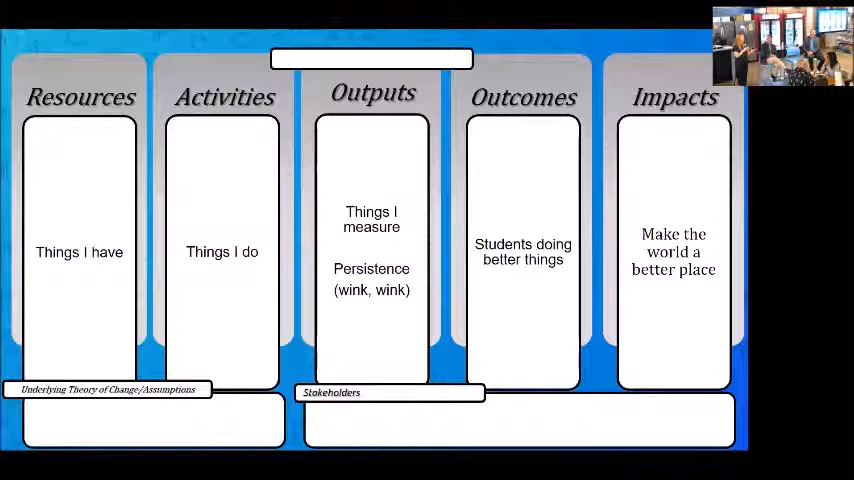 Resources
Activities
Outputs
Outcomes
Impacts
Things I have
Things I do
Things I
measure
Persistence
(wink, wink)
Students doing
better things
Make the
world a
better place
Underlying Theory of Change/Assumptions
Stakeholders